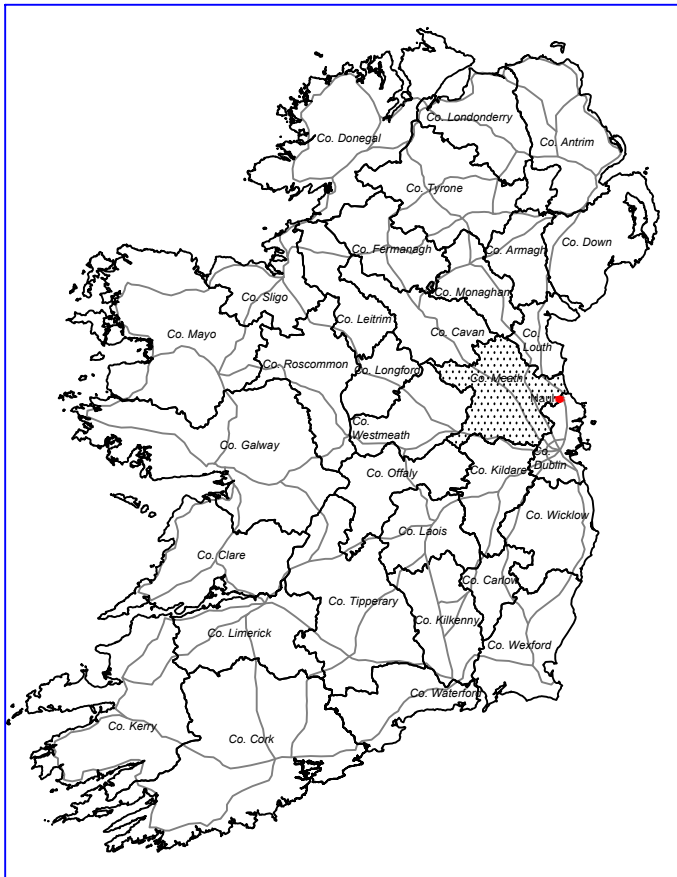 Co. Donegal
Co. Londonderry
Co. Antrim
Co. Tyrone
Co. Fermanagh
Co. Armagh
Co. Down
Co. Monaghan
Co. Sligo
Co. Leitrim
Co. Cavan
Co.
Louth
Co. Mayo
Co. Roscommon
Co. Longford
Co. Meath
Naul
Co.
Westmeath
Co. Galway
Co. Offaly
Co. Kildare
Co.
Dublin
Co. Laois
Co. Wicklow
Co. Clare
Co. Carlow
Co. Tipperary
Co. Kilkenny
Co. Limerick
Co. Wexford
Co. Waterford
Co. Kerry
Co. Cork